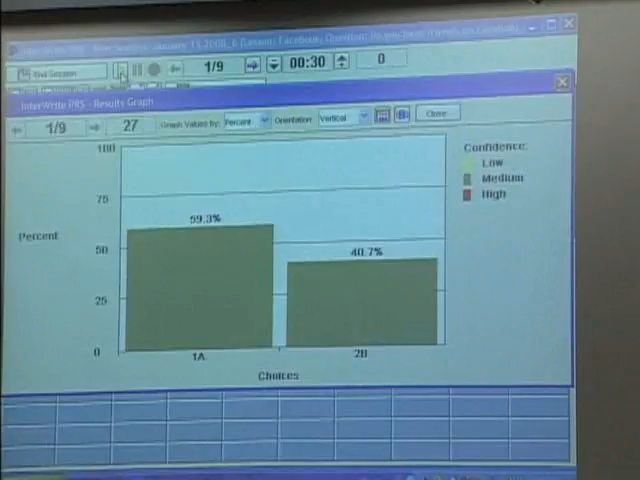 End Session 1/9 00:30 0
InterWrite PRS - Results Graph
1/9 27 Graph Values by: Percent Orientation: Vertical Close
100
75
50
25
0
Percent
59.3%
40.7%
1A
2B
Choices
Confidence:
Low
Medium
High